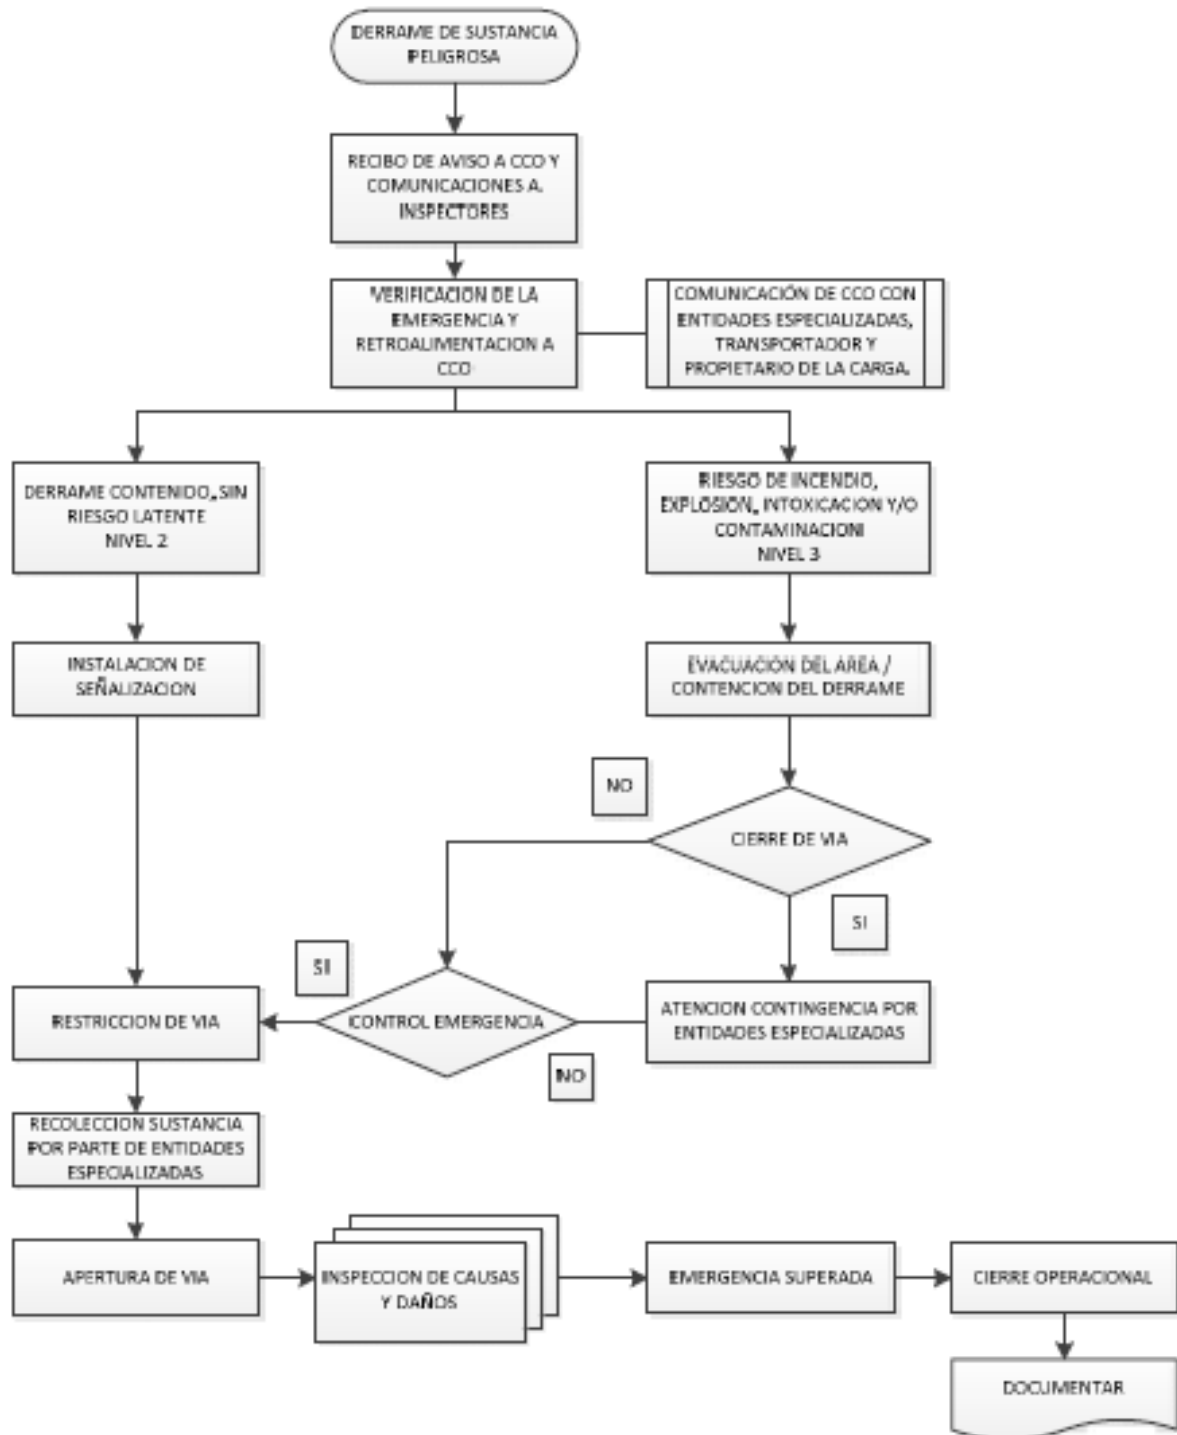 DERRAME DE SUSTANCIA
PELIGROSA
RECIBO DE AVISO A CCO Y
COMUNICACIONES A
INSPECTORES
VERIFICACION DE LA
EMERGENCIA Y
RETROALIMENTACION A
CCO
COMUNICACIÓN DE CCO CON
ENTIDADES ESPECIALIZADAS,
TRANSPORTADOR Y
PROPIETARIO DE LA CARGA.
DERRAME CONTENIDO, SIN
RIESGO LATENTE
NIVEL 2
RIESGO DE INCENDIO,
EXPLOSION, INTOXICACION Y/O
CONTAMINACION
NIVEL 3
INSTALACION DE
SEÑALIZACION
EVACUACION DEL AREA /
CONTENCION DEL DERRAME
NO
CIERRE DE VIA
SI
SI
RESTRICCION DE VIA
CONTROL EMERGENCIA
ATENCION CONTINGENCIA POR
ENTIDADES ESPECIALIZADAS
NO
RECOLECCION SUSTANCIA
POR PARTE DE ENTIDADES
ESPECIALIZADAS
APERTURA DE VIA
INSPECCION DE CAUSAS
Y DAÑOS
EMERGENCIA SUPERADA
CIERRE OPERACIONAL
DOCUMENTAR